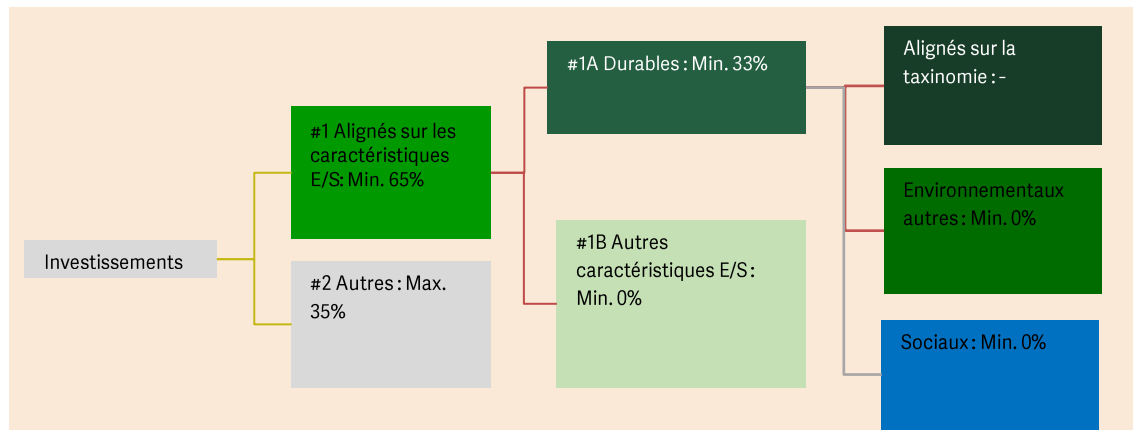 Investissements
#1 Alignés sur les
caractéristiques
E/S: Min. 65%
#2 Autres : Max.
35%
#1A Durables : Min. 33%
#1B Autres
caractéristiques E/S :
Min. 0%
Alignés sur la
taxinomie : -
Environnementaux
autres : Min. 0%
Sociaux : Min. 0%